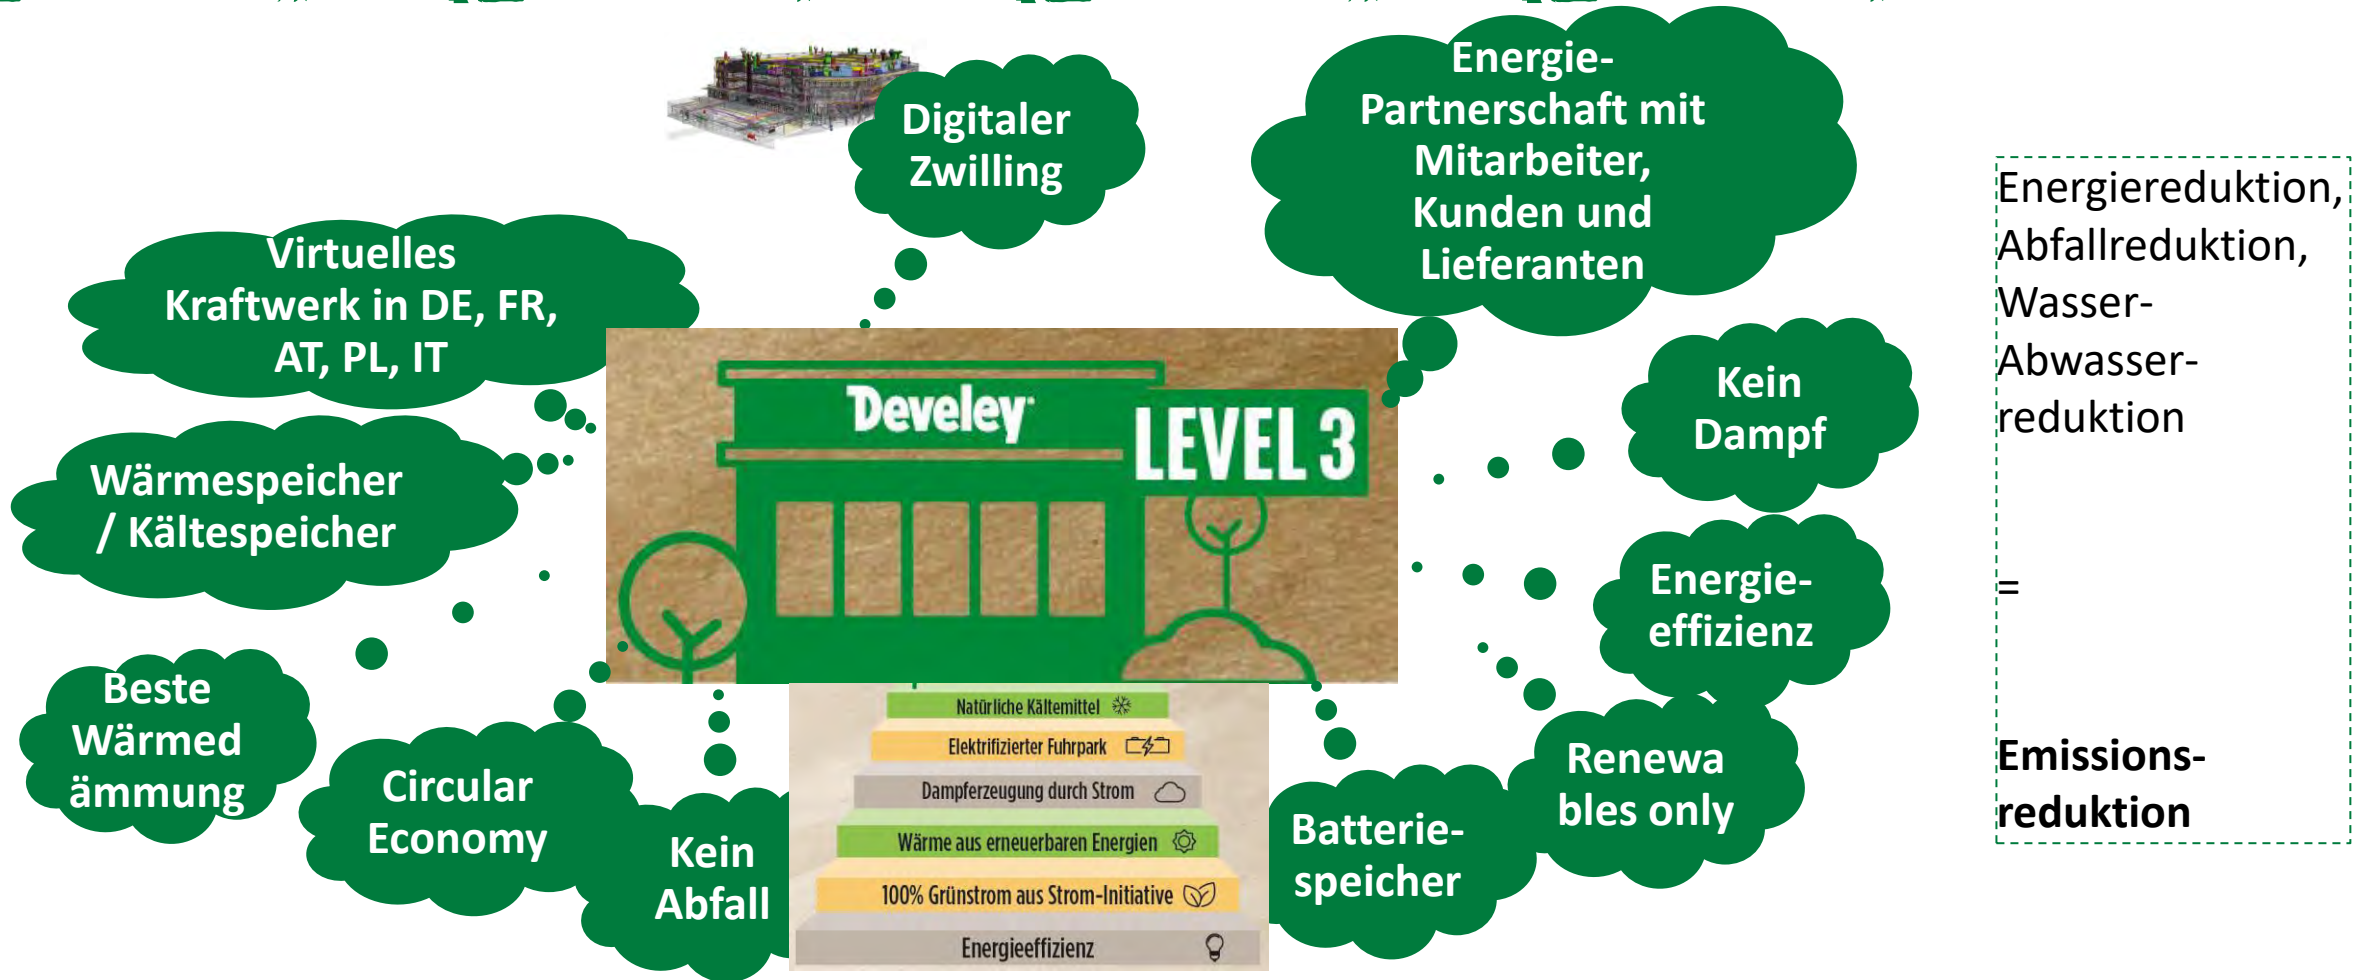 Digitaler
Zwilling
Energie-
Partnerschaft mit
Mitarbeiter,
Kunden und
Lieferanten
Virtuelles
Kraftwerk in DE, FR,
AT, PL, IT
Wärmespeicher
/ Kältespeicher
Beste
Wärmed
ämmung
Circular
Economy
Kein
Abfall
Develey
LEVEL 3
Natürliche Kältemittel
Elektrifizierter Fuhrpark
Dampferzeugung durch Strom
Wärme aus erneuerbaren Energien
100% Grünstrom aus Strom-Initiative
Energieeffizienz
Kein
Dampf
Energie-
effizienz
Renewa
bles only
Batterie-
speicher
Energiereduktion,
Abfallreduktion,
Wasser-
Abwasser-
reduktion
=
Emissions-
reduktion